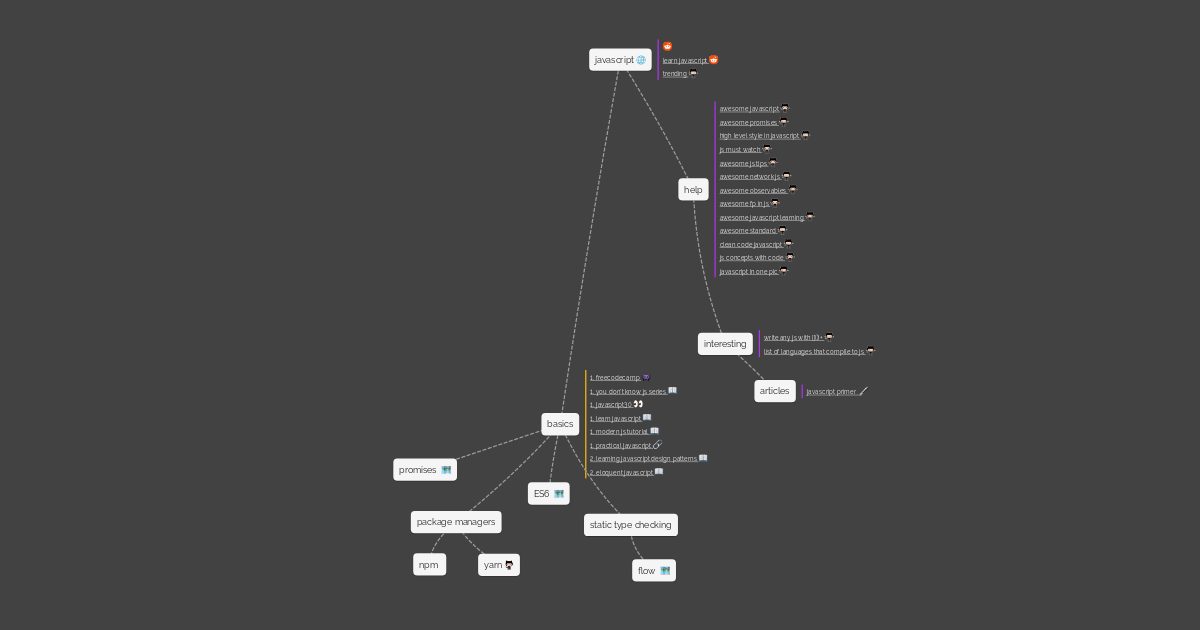 javascript
learn javascript
trending
awesome javascript
awesome promises
high level style in javascript
js must watch
awesome js tips
awesome network js
awesome observables
awesome fp in js
awesome javascript learning
awesome standard
clean code javascript
js concepts with code
javascript in one pic
help
interesting
write any js with []()!+
list of languages that compile to js
articles
javascript primer
basics
1. freecodecamp
1. you don't know js series
1. javascript30
1. learn javascript
1. modern js tutorial
1. practical javascript
2. learning javascript design patterns
2. eloquent javascript
promises
ES6
package managers
static type checking
npm
yarn
flow